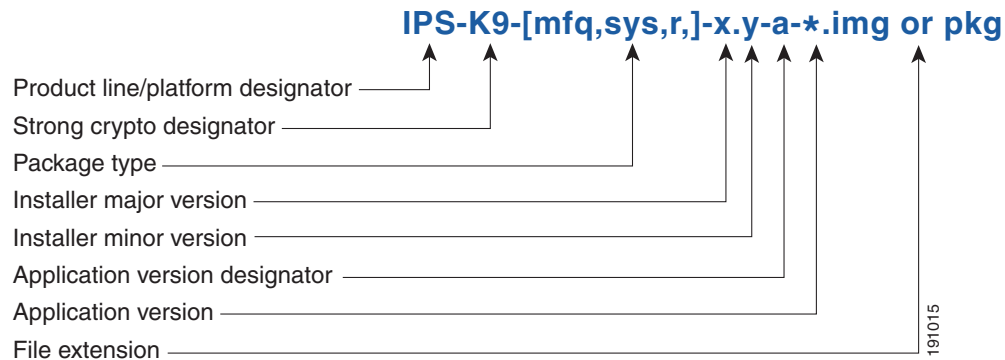 IPS-K9-[mfq,sys,r,]-x.y-a-*.img or pkg
Product line/platform designator
Strong crypto designator
Package type
Installer major version
Installer minor version
Application version designator
Application version
File extension
191015